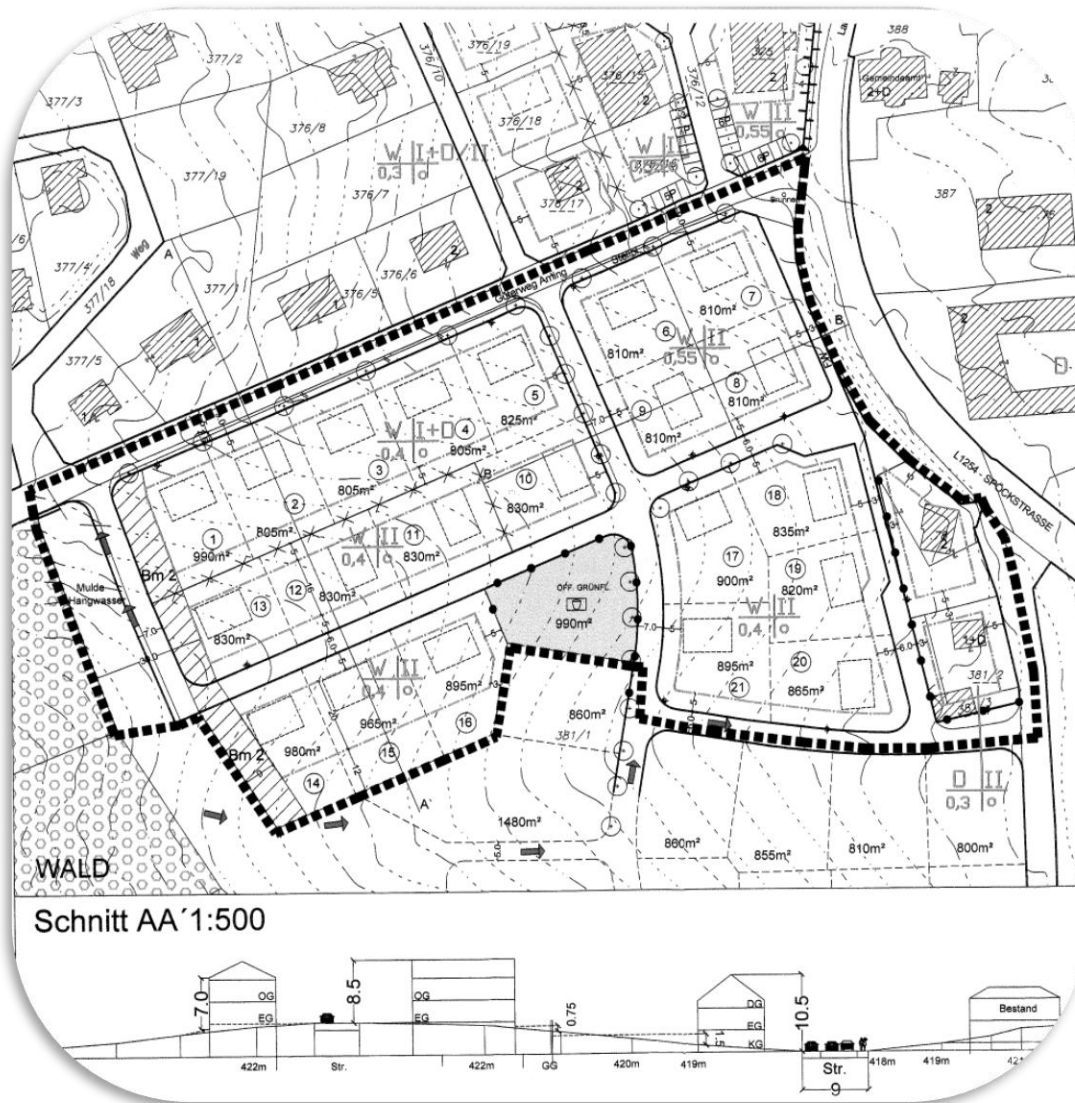 377/2
377/3
376/8
377/19
376/7
377/4
377/18
Weg
A
377/1
376/6
376/5
377/5
376/10
376/19
376/18
376/15
376/12
376/17
W I+D/II
0,3 o
W II
W II
0,55 o
388
Gemeindeamt
2+D
387
Brunnen
Güterweg Amling
L1254 - SPÖCKSTRASSE
1
810m²
6
810m²
7
W II
0,55 o
8
810m²
9
810m²
B
5
825m²
W I+D
0,4 o
4
805m²
3
805m²
B'
10
830m²
2
805m²
1
990m²
11
830m²
W II
0,4 o
12
830m²
13
830m²
Bm 2
Mulde
Hangwasser
ÖFF. GRÜNFL.
990m²
18
835m²
17
900m²
19
820m²
W II
0,4 o
895m²
21
20
865m²
1+D
381/2
W II
0,4 o
895m²
16
965m²
15
980m²
14
Bm 2
860m²
381/1
A'
1480m²
D II
0,3 o
860m²
855m²
810m²
800m²
WALD
Schnitt AA´1:500
7.0
OG
EG
8.5
OG
EG
0.75
1.5
DG
EG
KG
10.5
Bestand
422m
Str.
422m
GG
420m
419m
Str.
418m
419m
9